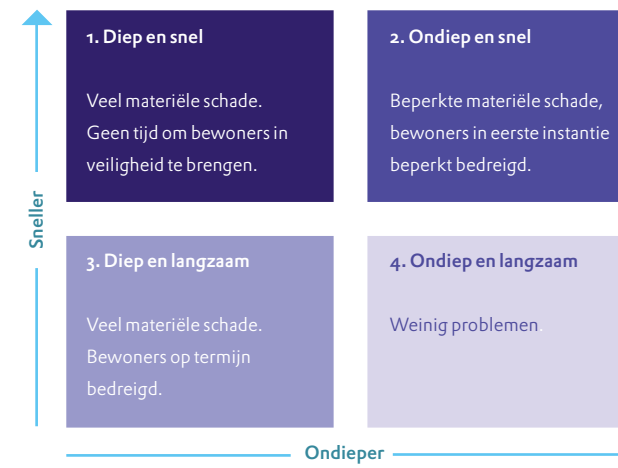 1. Diep en snel
Veel materiële schade.
Geen tijd om bewoners in
veiligheid te brengen.
2. Ondiep en snel
Beperkte materiële schade,
bewoners in eerste instantie
beperkt bedreigd.
Sneller
3. Diep en langzaam
Veel materiële schade.
Bewoners op termijn
bedreigd.
4. Ondiep en langzaam
Weinig problemen.
Ondieper